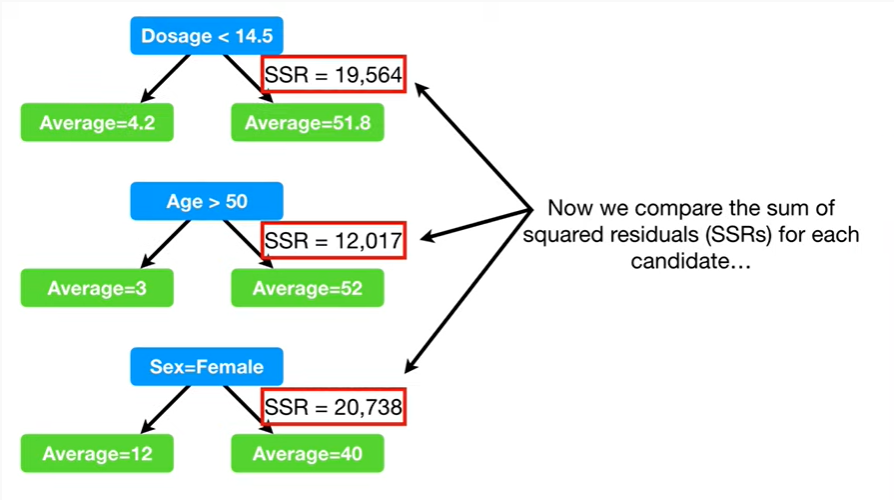 Dosage < 14.5
SSR = 19,564
Average=4.2
Average=51.8
Age > 50
SSR = 12,017
Average=3
Average=52
Sex=Female
SSR = 20,738
Average=12
Average=40
Now we compare the sum of
squared residuals (SSRs) for each
candidate…